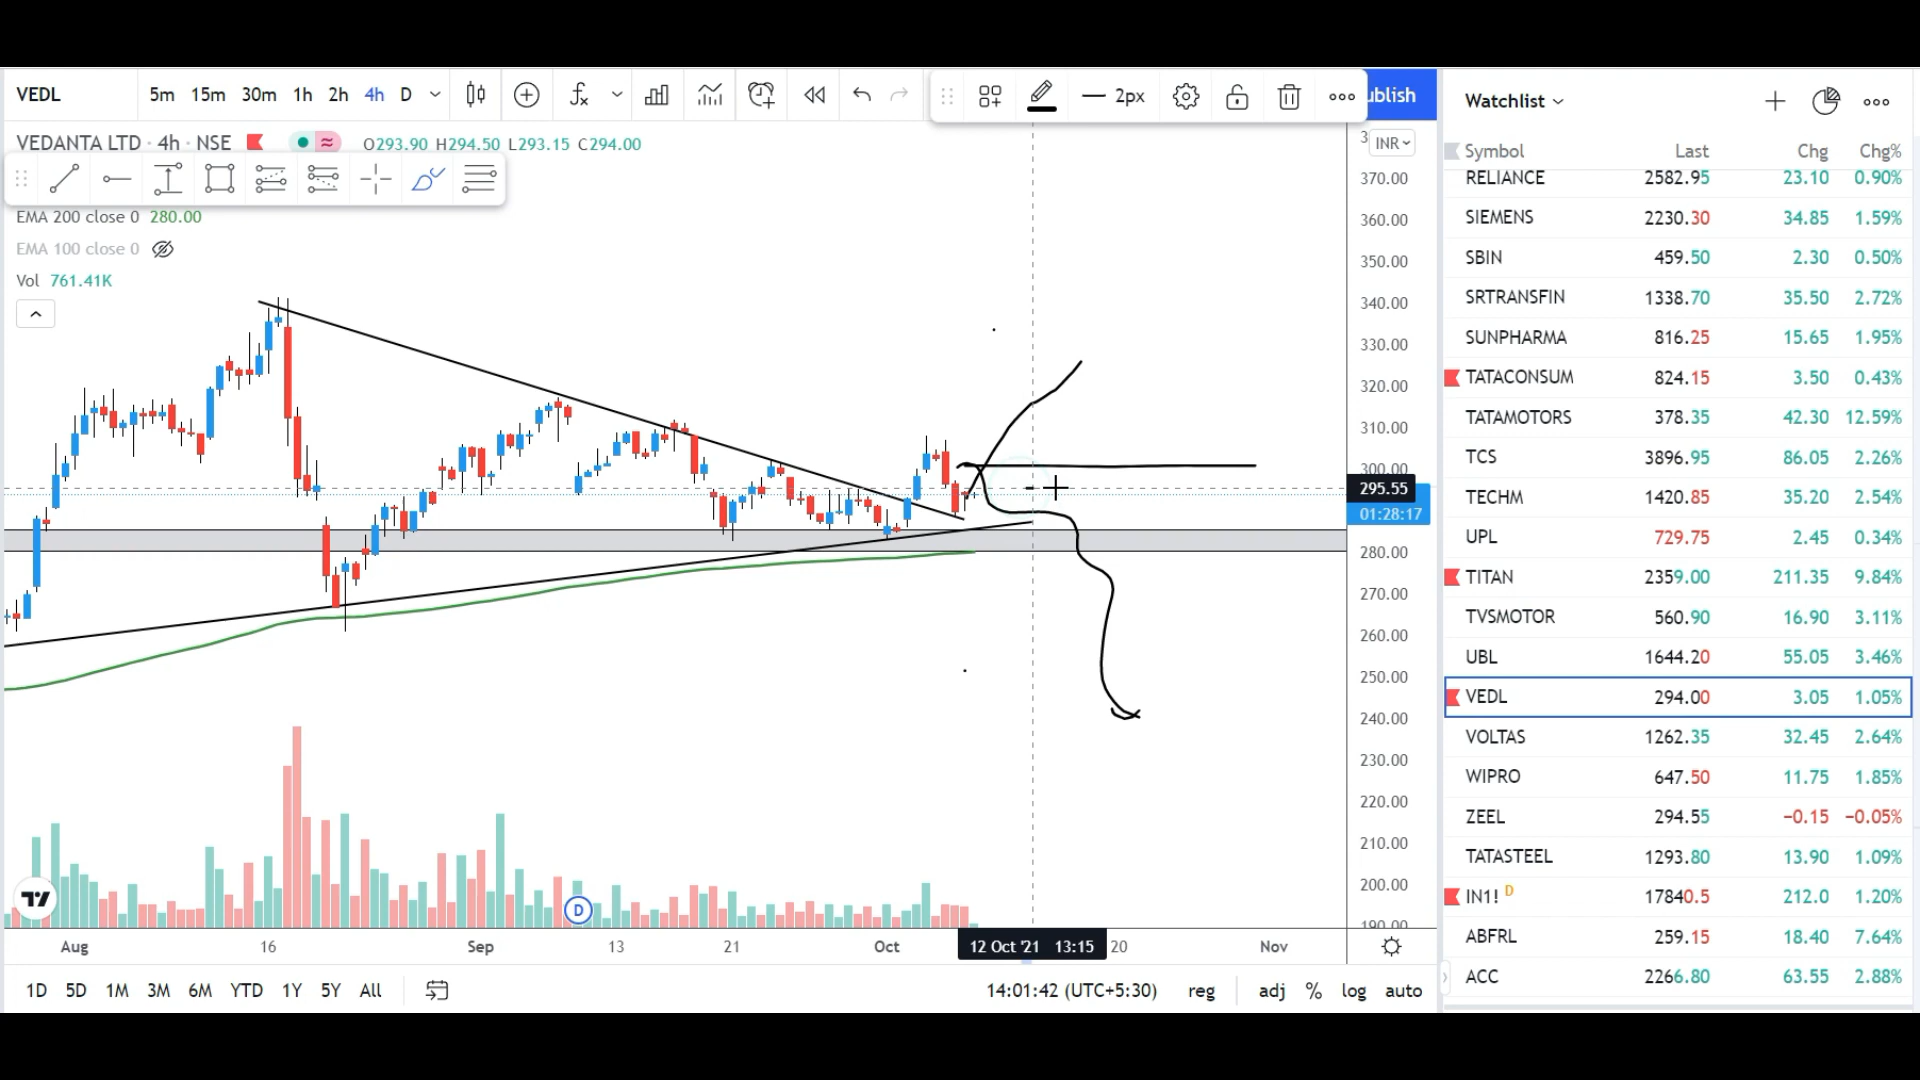 VEDL 5m 15m 30m 1h 2h 4h D fx 2px ublish
VEDANTA LTD · 4h · NSE O293.90 H294.50 L293.15 C294.00
EMA 200 close 0 280.00
EMA 100 close 0
Vol 761.41K
INR
370.00
360.00
350.00
340.00
330.00
320.00
310.00
300.00
295.55
01:28:17
280.00
270.00
260.00
250.00
240.00
230.00
220.00
210.00
200.00
190.00
D
Aug 16 Sep 13 21 Oct 12 Oct '21 13:15 20 Nov
1D 5D 1M 3M 6M YTD 1Y 5Y All 14:01:42 (UTC+5:30) reg adj % log auto
Watchlist
Symbol Last Chg Chg%
RELIANCE 2582.95 23.10 0.90%
SIEMENS 2230.30 34.85 1.59%
SBIN 459.50 2.30 0.50%
SRTRANSFIN 1338.70 35.50 2.72%
SUNPHARMA 816.25 15.65 1.95%
TATACONSUM 824.15 3.50 0.43%
TATAMOTORS 378.35 42.30 12.59%
TCS 3896.95 86.05 2.26%
TECHM 1420.85 35.20 2.54%
UPL 729.75 2.45 0.34%
TITAN 2359.00 211.35 9.84%
TVSMOTOR 560.90 16.90 3.11%
UBL 1644.20 55.05 3.46%
VEDL 294.00 3.05 1.05%
VOLTAS 1262.35 32.45 2.64%
WIPRO 647.50 11.75 1.85%
ZEEL 294.55 −0.15 −0.05%
TATASTEEL 1293.80 13.90 1.09%
IN1! D 17840.5 212.0 1.20%
ABFRL 259.15 18.40 7.64%
ACC 2266.80 63.55 2.88%